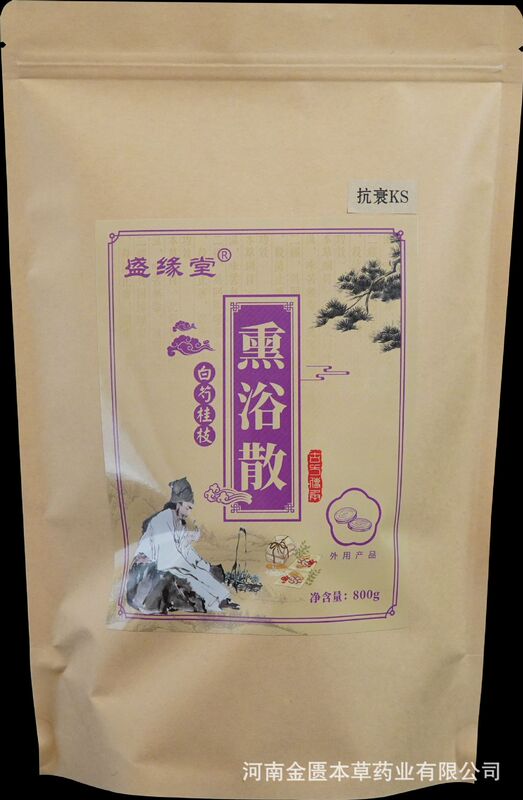 抗衰KS
盛缘堂®
熏浴散
白芍桂枝
外用产品
净含量：800g
河南金匮本草药业有限公司